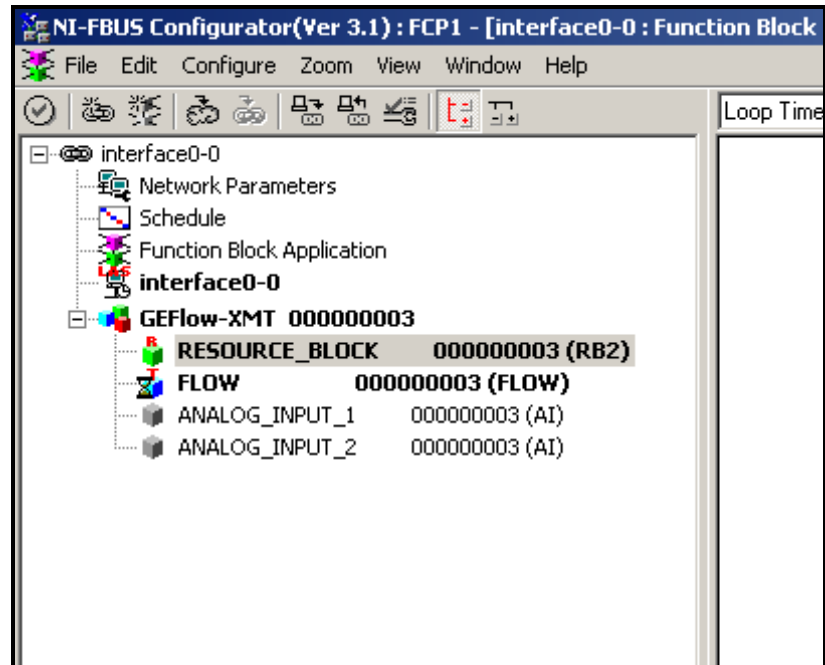 NI-FBUS Configurator(Ver 3.1) : FCP1 - [interface0-0 : Function Block
File Edit Configure Zoom View Window Help
Loop Time
interface0-0
Network Parameters
Schedule
Function Block Application
LAS
interface0-0
GEFlow-XMT 000000003
R
RESOURCE_BLOCK 000000003 (RB2)
T
FLOW 000000003 (FLOW)
ANALOG_INPUT_1 000000003 (AI)
ANALOG_INPUT_2 000000003 (AI)